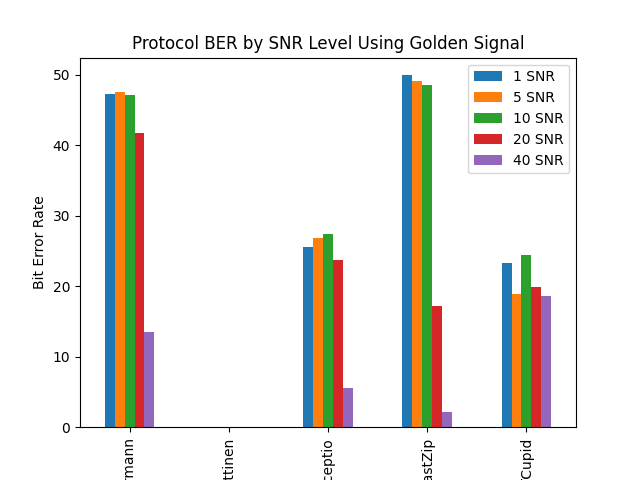 Protocol BER by SNR Level Using Golden Signal
Bit Error Rate
50
40
30
20
10
0
1 SNR
5 SNR
10 SNR
20 SNR
40 SNR
rmann
ttinen
ceptio
astZip
Cupid